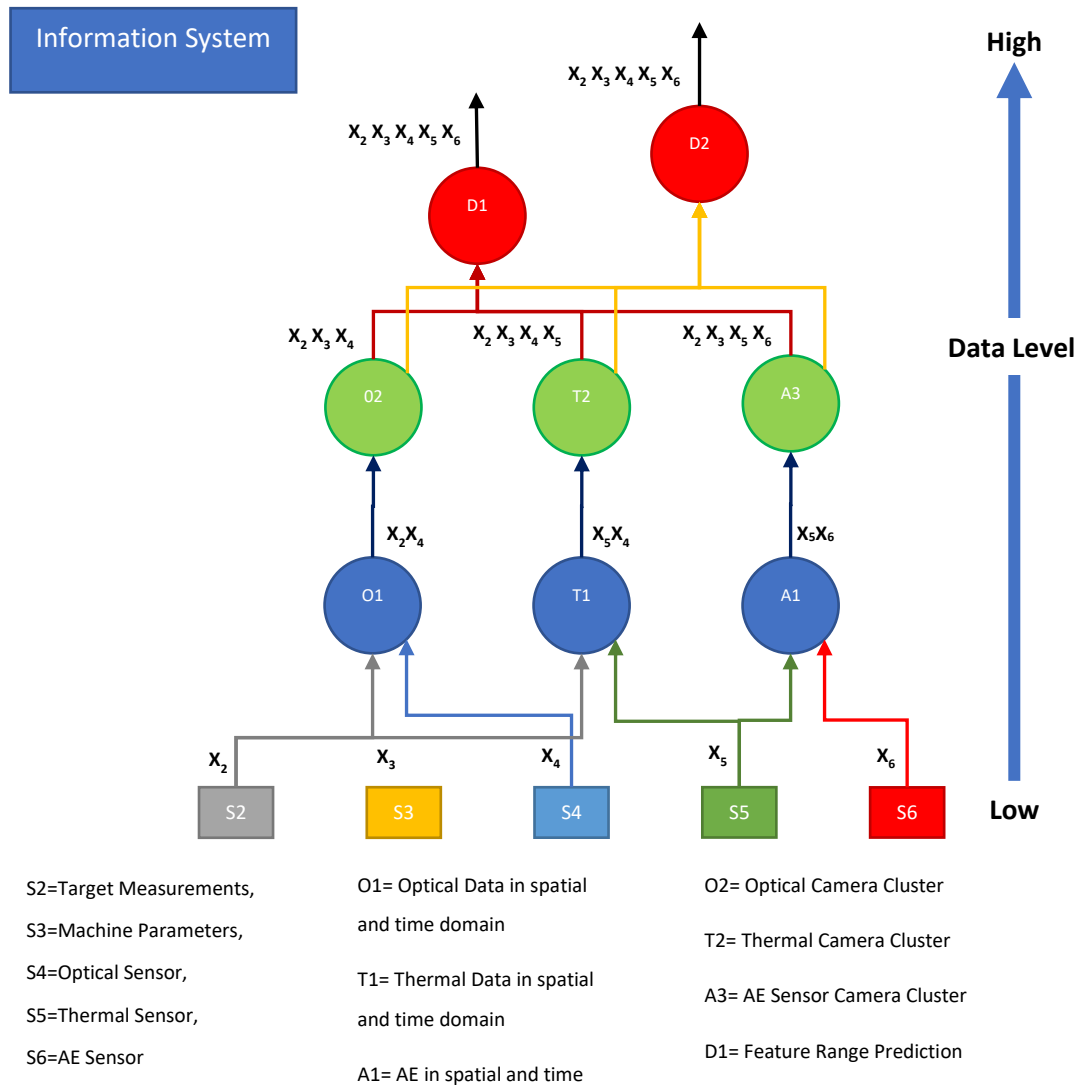 Information System
High
X2 X3 X4 X5 X6
D2
X2 X3 X4 X5 X6
D1
X2 X3 X4
X2 X3 X4 X5
X2 X3 X5 X6
Data Level
02
T2
A3
X2X4
X5X4
X5X6
O1
T1
A1
X2
X3
X4
X5
X6
S2
S3
S4
S5
S6
Low
S2=Target Measurements,
S3=Machine Parameters,
S4=Optical Sensor,
S5=Thermal Sensor,
S6=AE Sensor
O1= Optical Data in spatial
and time domain
T1= Thermal Data in spatial
and time domain
A1= AE in spatial and time
O2= Optical Camera Cluster
T2= Thermal Camera Cluster
A3= AE Sensor Camera Cluster
D1= Feature Range Prediction